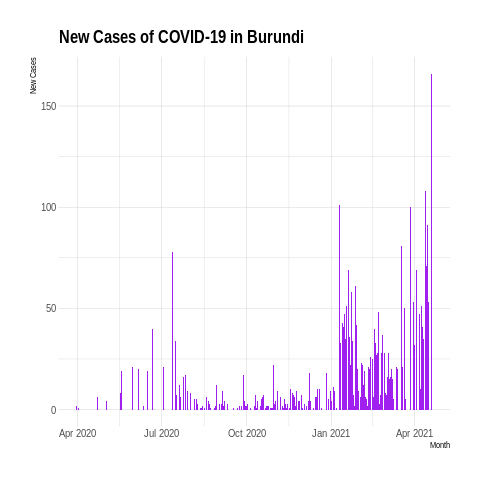 New Cases of COVID-19 in Burundi
New Cases
150
100
50
0
Apr 2020 Jul 2020 Oct 2020 Jan 2021 Apr 2021
Month